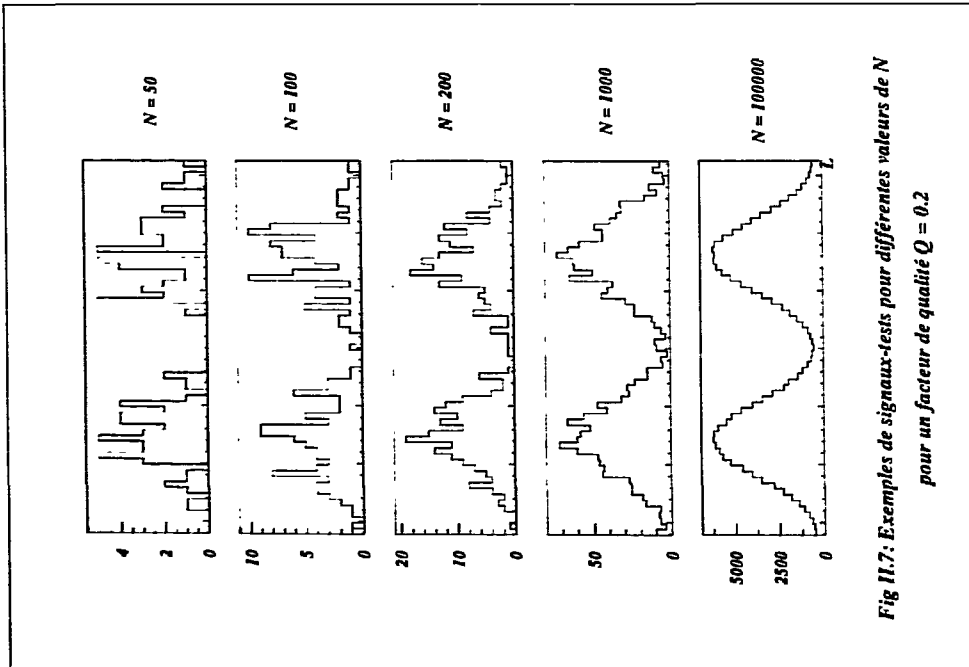 4
2
0
N = 50
10
5
0
N = 100
20
10
0
N = 200
50
0
N = 1000
5000
2500
0
N = 100000
L
Fig II.7: Exemples de signaux-tests pour différentes valeurs de N
pour un facteur de qualité Q = 0.2